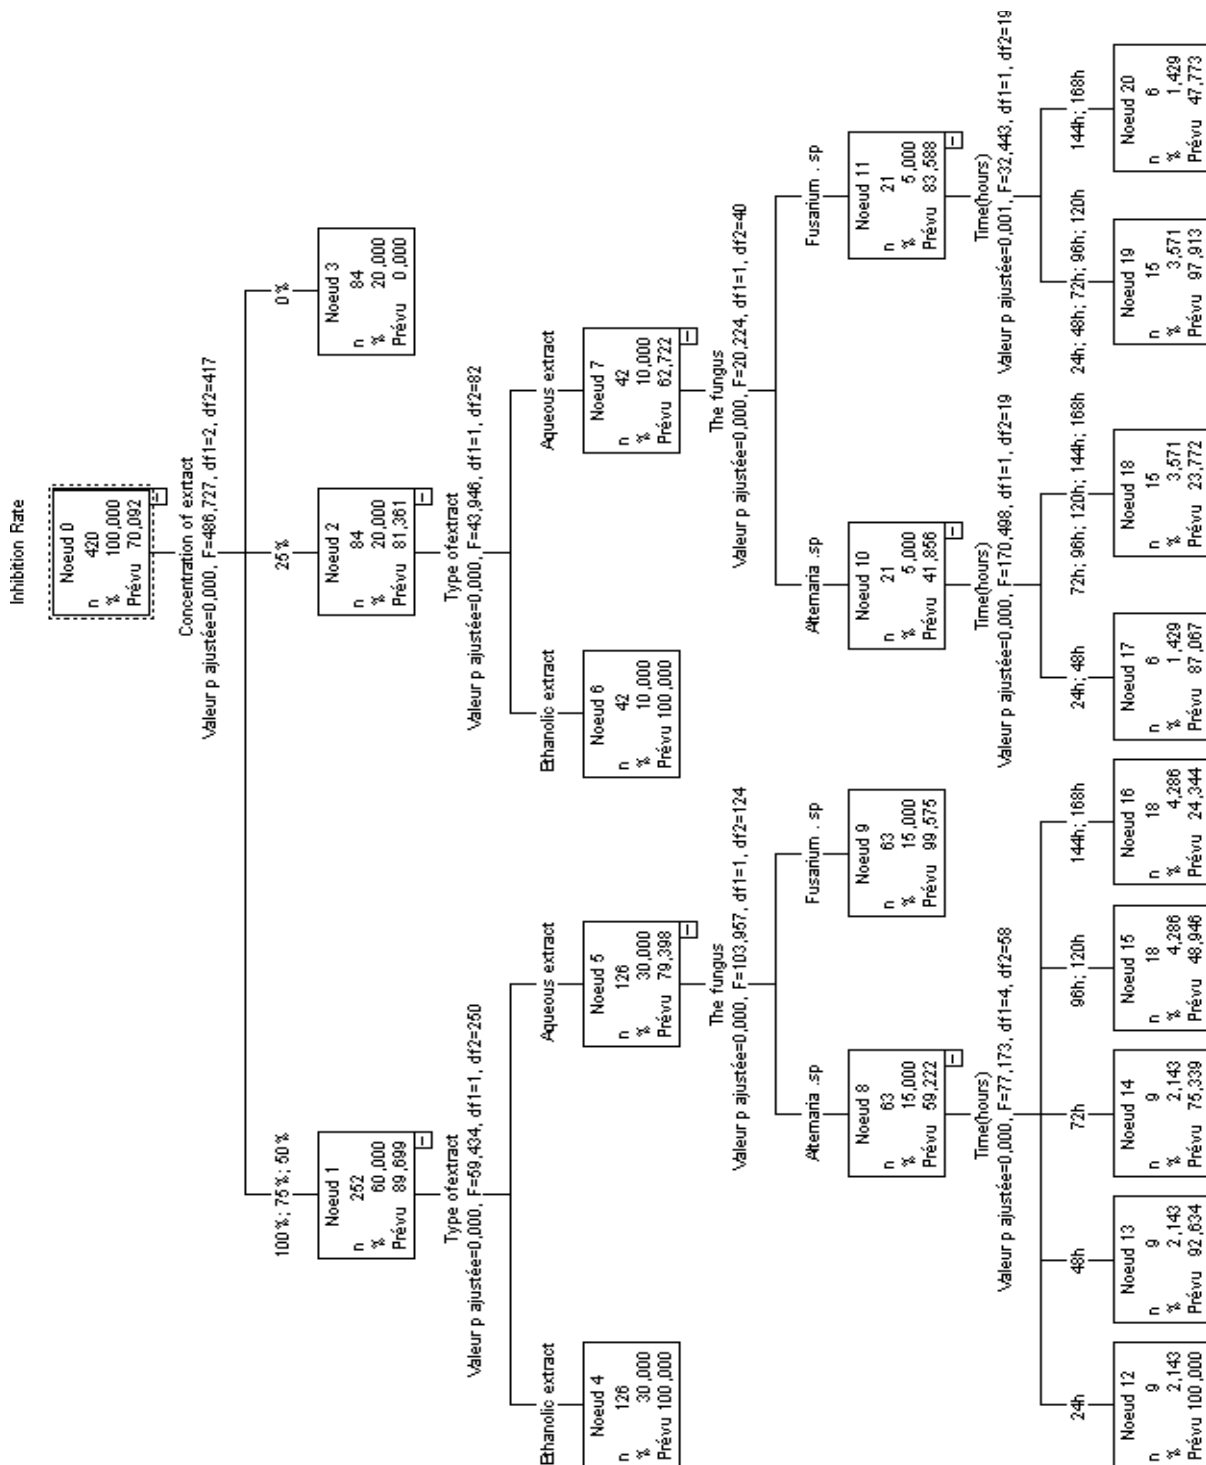 Inhibition Rate
Noeud 0
n 420
% 100,000
Prévu 70,092
Concentration of exrtact
Valeur p ajustée=0,000, F=486,727, df1=2, df2=417
100%; 75%; 50%
25%
0%
Noeud 1
n 252
% 60,000
Prévu 89,699
Noeud 2
n 84
% 20,000
Prévu 81,361
Noeud 3
n 84
% 20,000
Prévu 0,000
Type ofextract
Valeur p ajustée=0,000, F=59,434, df1=1, df2=250
Type ofextract
Valeur p ajustée=0,000, F=43,946, df1=1, df2=82
Ethanolic extract
Aqueous extract
Ethanolic extract
Aqueous extract
Noeud 4
n 126
% 30,000
Prévu 100,000
Noeud 5
n 126
% 30,000
Prévu 79,398
Noeud 6
n 42
% 10,000
Prévu 100,000
Noeud 7
n 42
% 10,000
Prévu 62,722
The fungus
Valeur p ajustée=0,000, F=103,957, df1=1, df2=124
The fungus
Valeur p ajustée=0,000, F=20,224, df1=1, df2=40
Alternaria .sp
Fusarium . sp
Alternaria .sp
Fusarium . sp
Noeud 8
n 63
% 15,000
Prévu 59,222
Noeud 9
n 63
% 15,000
Prévu 99,575
Noeud 10
n 21
% 5,000
Prévu 41,856
Noeud 11
n 21
% 5,000
Prévu 83,588
Time(hours)
Valeur p ajustée=0,000, F=77,173, df1=4, df2=58
Time(hours)
Valeur p ajustée=0,000, F=170,498, df1=1, df2=19
Time(hours)
Valeur p ajustée=0,001, F=32,443, df1=1, df2=19
24h
48h
72h
96h; 120h
144h; 168h
24h; 48h
72h; 96h; 120h; 144h; 168h
24h; 48h; 72h; 96h; 120h
144h; 168h
Noeud 12
n 9
% 2,143
Prévu 100,000
Noeud 13
n 9
% 2,143
Prévu 92,634
Noeud 14
n 9
% 2,143
Prévu 75,339
Noeud 15
n 18
% 4,286
Prévu 48,946
Noeud 16
n 18
% 4,286
Prévu 24,344
Noeud 17
n 6
% 1,429
Prévu 87,067
Noeud 18
n 15
% 3,571
Prévu 23,772
Noeud 19
n 15
% 3,571
Prévu 97,913
Noeud 20
n 6
% 1,429
Prévu 47,773